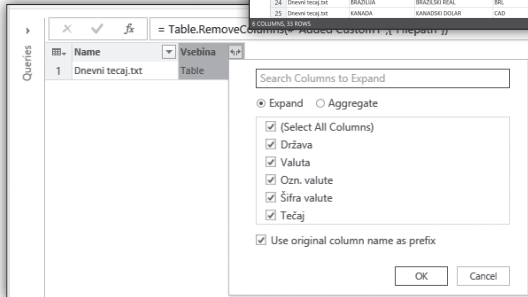 24 Dnevni tecaj.txt BRAZILIJA BRAZILSKI REAL BRL
25 Dnevni tecaj.txt KANADA KANADSKI DOLAR CAD
6 COLUMNS, 33 ROWS
= Table.RemoveColumns(#"Added Custom1",{"Filepath"})
Queries
Name Vsebina
1 Dnevni tecaj.txt Table
Search Columns to Expand
Expand Aggregate
(Select All Columns)
Država
Valuta
Ozn. valute
Šifra valute
Tečaj
Use original column name as prefix
OK Cancel